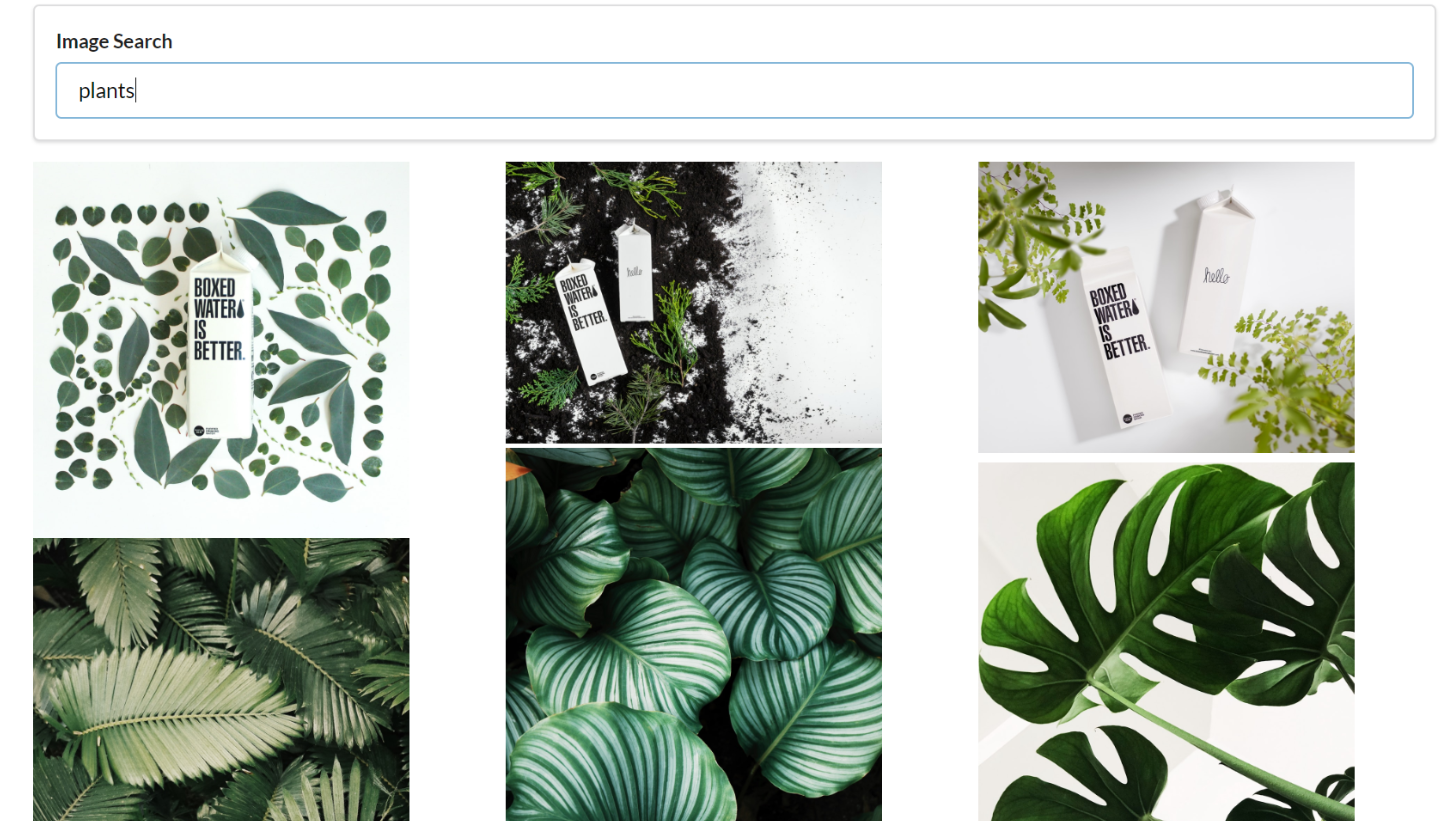 Image Search
plants
BOXED
WATER
IS
BETTER.
BOXED
WATER
IS
BETTER.
hello
BOXED
WATER
IS
BETTER.
hello